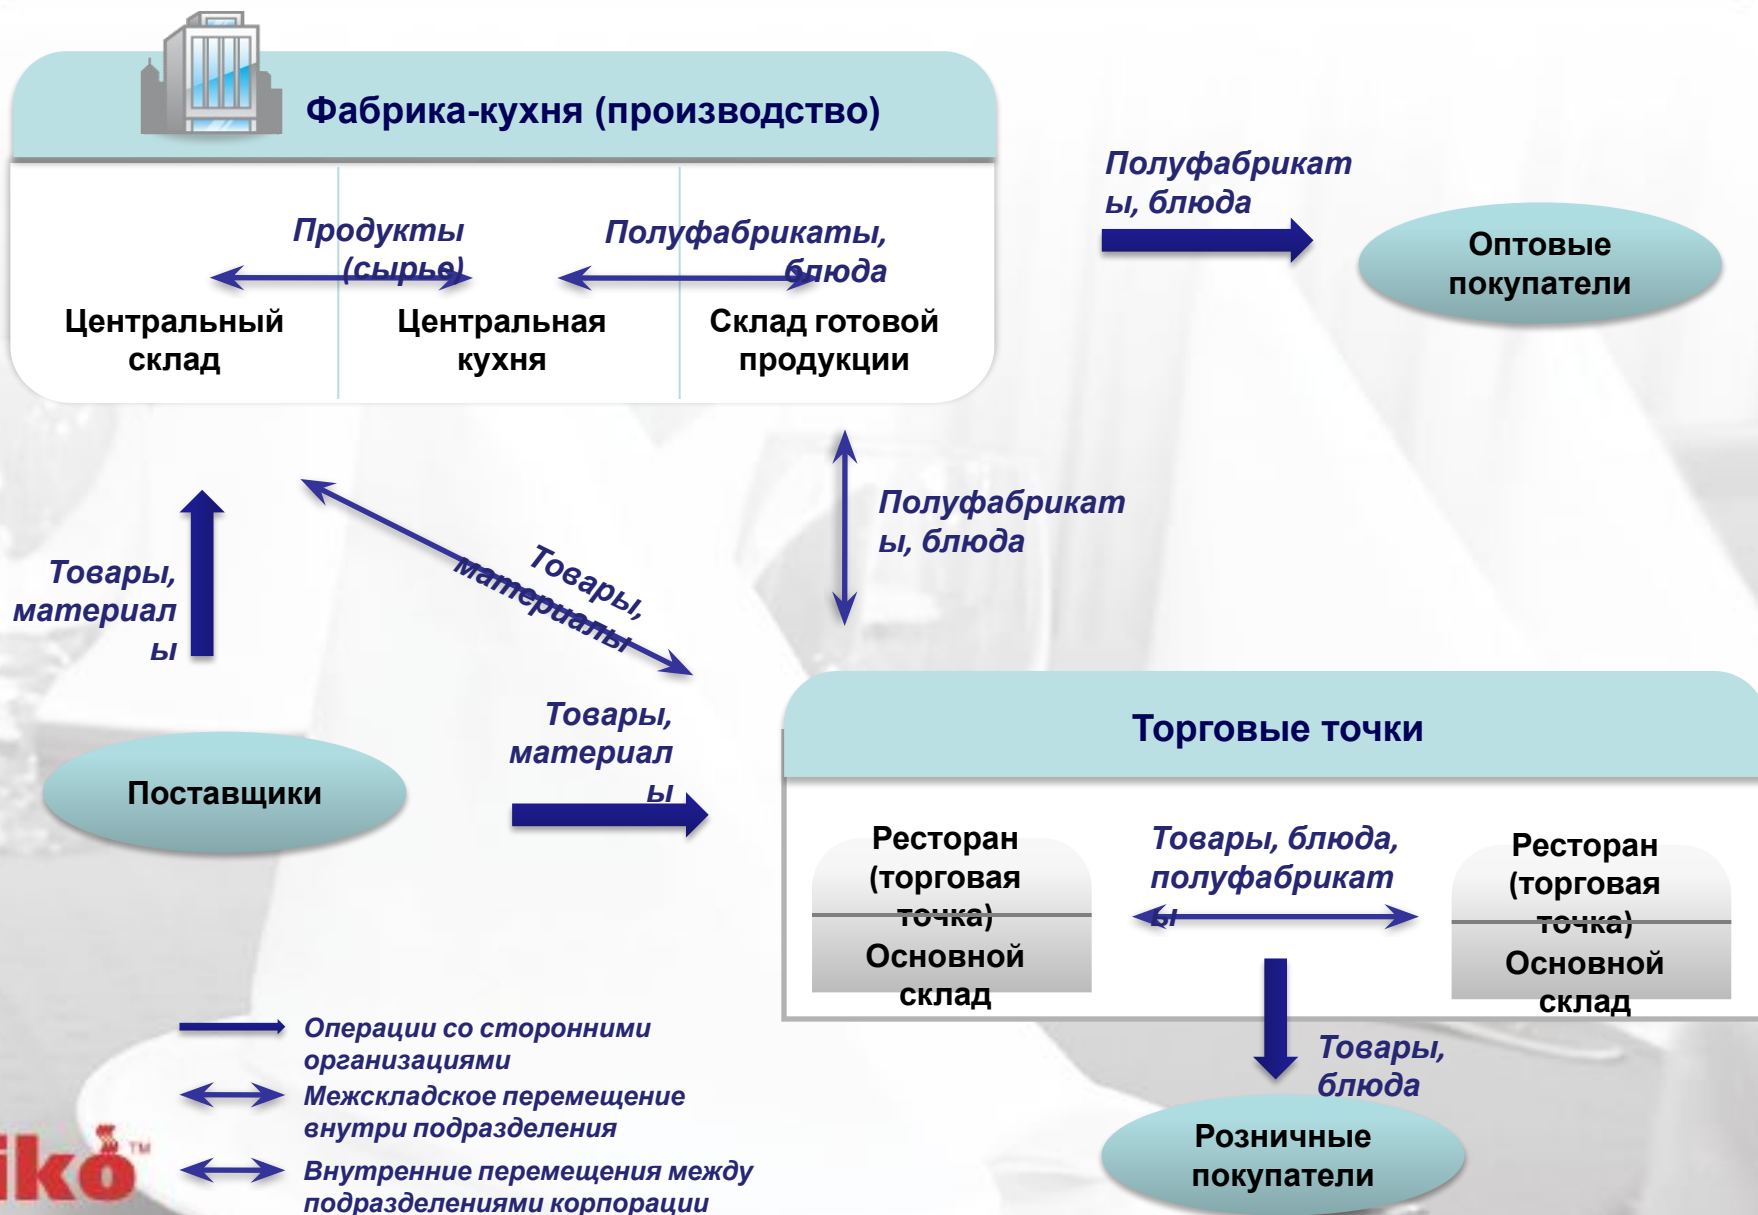 Фабрика-кухня (производство)
Продукты
(сырье)
Полуфабрикаты,
блюда
Центральный
склад
Центральная
кухня
Склад готовой
продукции
Полуфабрикат
ы, блюда
Оптовые
покупатели
Товары,
материал
ы
Товары,
материалы
Полуфабрикат
ы, блюда
Поставщики
Товары,
материал
ы
Торговые точки
Ресторан
(торговая
точка)
Основной
склад
Товары, блюда,
полуфабрикат
ы
Ресторан
(торговая
точка)
Основной
склад
Товары,
блюда
Розничные
покупатели
Операции со сторонними
организациями
Межскладское перемещение
внутри подразделения
Внутренние перемещения между
подразделениями корпорации
iko™